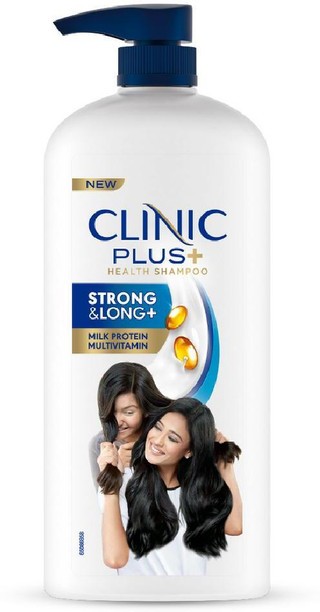 NEW
CLINIC
PLUS+
HEALTH SHAMPOO
STRONG
&LONG+
MILK PROTEIN
MULTIVITAMIN